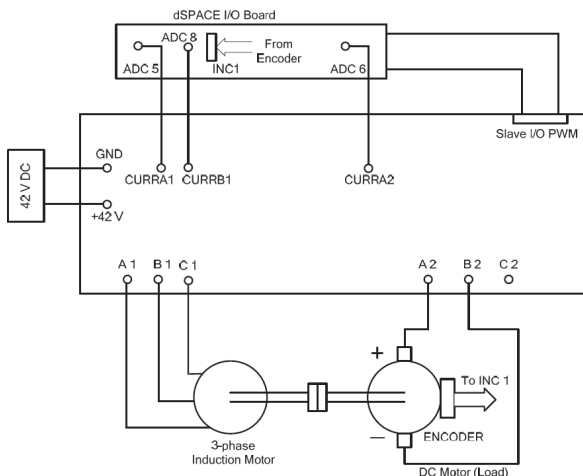 dSPACE I/O Board
ADC 8
From
Encoder
ADC 5
INC1
ADC 6
Slave I/O PWM
42 V DC
GND
CURRA1
CURRB1
CURRA2
+42 V
A 1
B 1
C 1
A 2
B 2
C 2
+
To INC 1
–
ENCODER
3-phase
Induction Motor
DC Motor (Load)